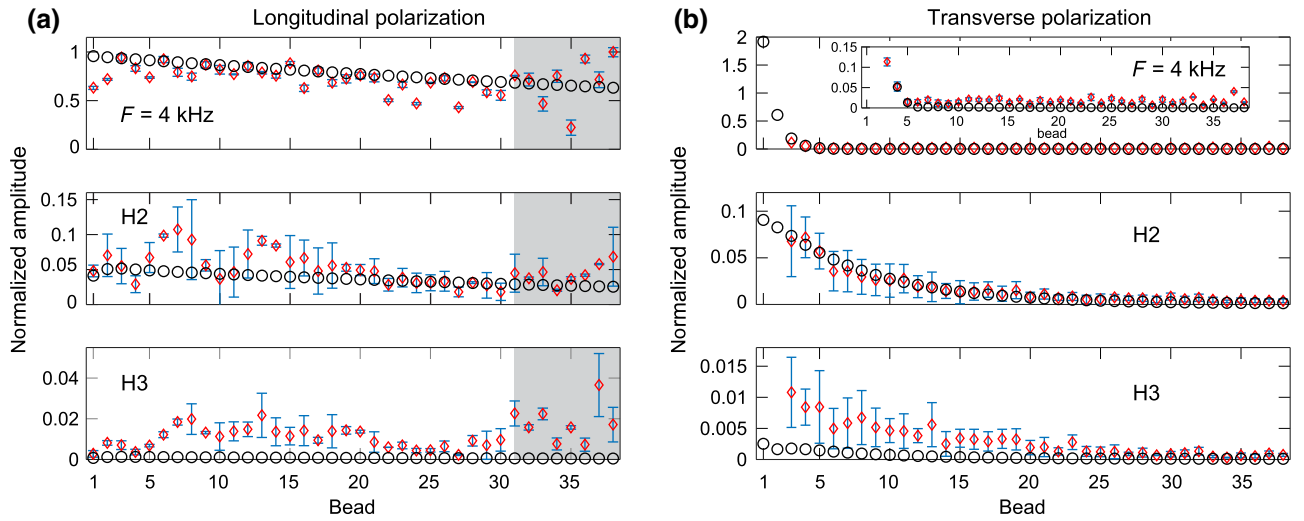 (a) Longitudinal polarization
Normalized amplitude
1
0.5
0
F = 4 kHz
0.15
0.1
0.05
0
H2
0.04
0.02
0
H3
1 5 10 15 20 25 30 35
Bead
(b) Transverse polarization
Normalized amplitude
2
1.5
1
0.5
0
0.15
0.1
0.05
0
F = 4 kHz
1 5 10 15 20 25 30 35
bead
0.1
0.05
0
H2
0.015
0.01
0.005
0
H3
1 5 10 15 20 25 30 35
Bead